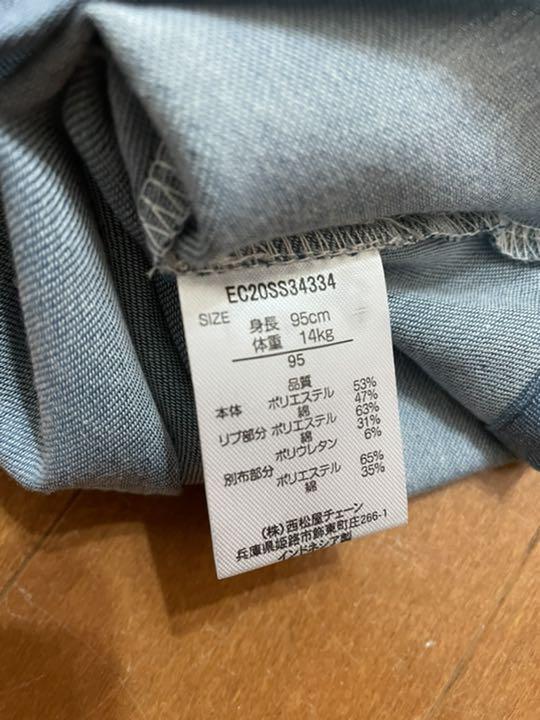 EC20SS34334
SIZE 身長 95cm
体重 14kg
95
品質
本体 ポリエステル 53%
綿 47%
リブ部分 ポリエステル 63%
綿 31%
ポリウレタン 6%
別布部分 ポリエステル 65%
綿 35%
(株)西松屋チェーン
兵庫県姫路市飾東町庄266-1
インドネシア製